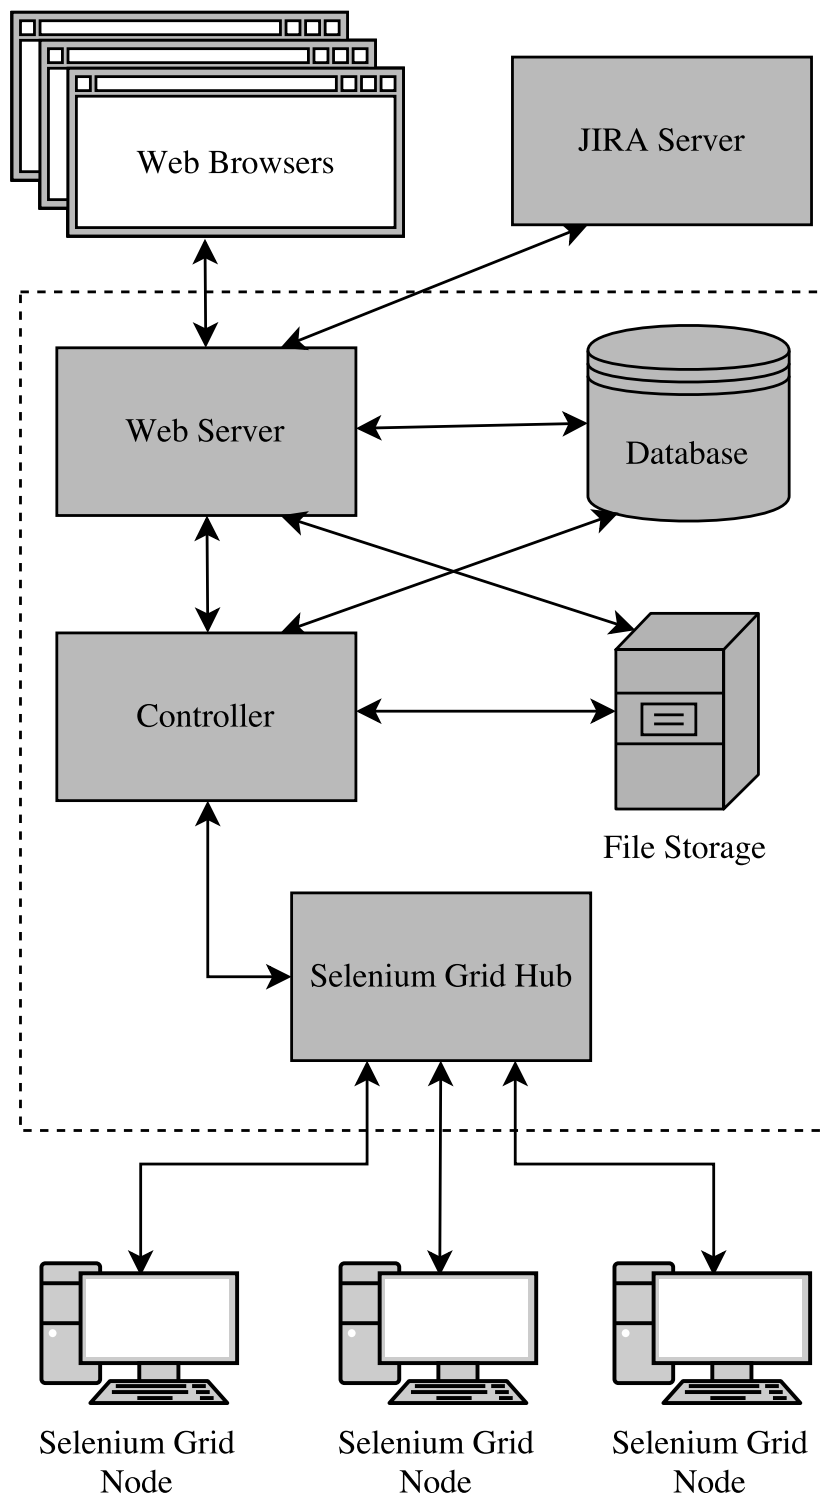 Web Browsers
JIRA Server
Web Server
Database
Controller
File Storage
Selenium Grid Hub
Selenium Grid
Node
Selenium Grid
Node
Selenium Grid
Node